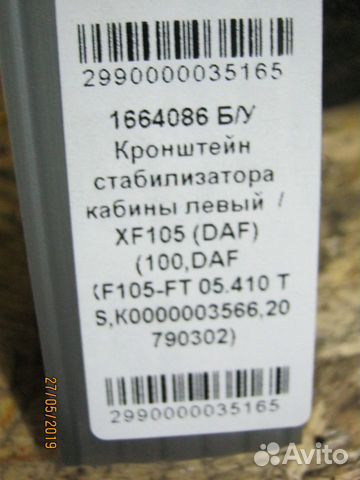 2990000035165
1664086 Б/У
Кронштейн
стабилизатора
кабины левый /
XF105 (DAF)
(100,DAF
XF105-FT 05.410 T
S,K0000003566,20
790302)
2990000035165
27/05/2019
Avito